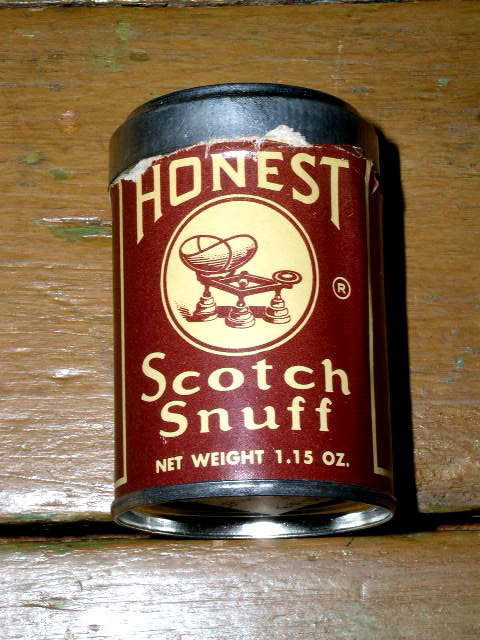 HONEST
®
Scotch
Snuff
NET WEIGHT 1.15 OZ.